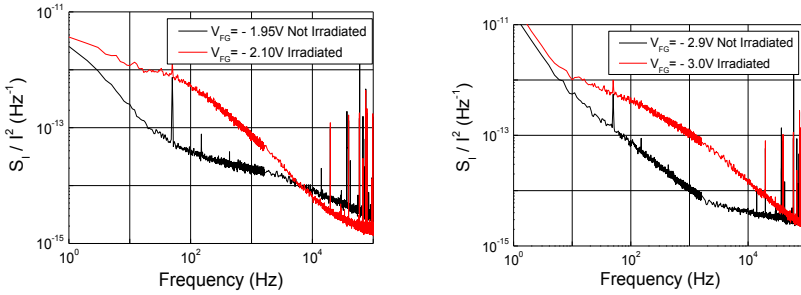 V_FG= - 1.95V Not Irradiated
V_FG= - 2.10V Irradiated
10^-11
10^-13
10^-15
S_I / I^2 (Hz^-1)
10^0
10^2
10^4
Frequency (Hz)
V_FG= - 2.9V Not Irradiated
V_FG= - 3.0V Irradiated
10^-11
10^-13
10^-15
S_I / I^2 (Hz^-1)
10^0
10^2
10^4
Frequency (Hz)